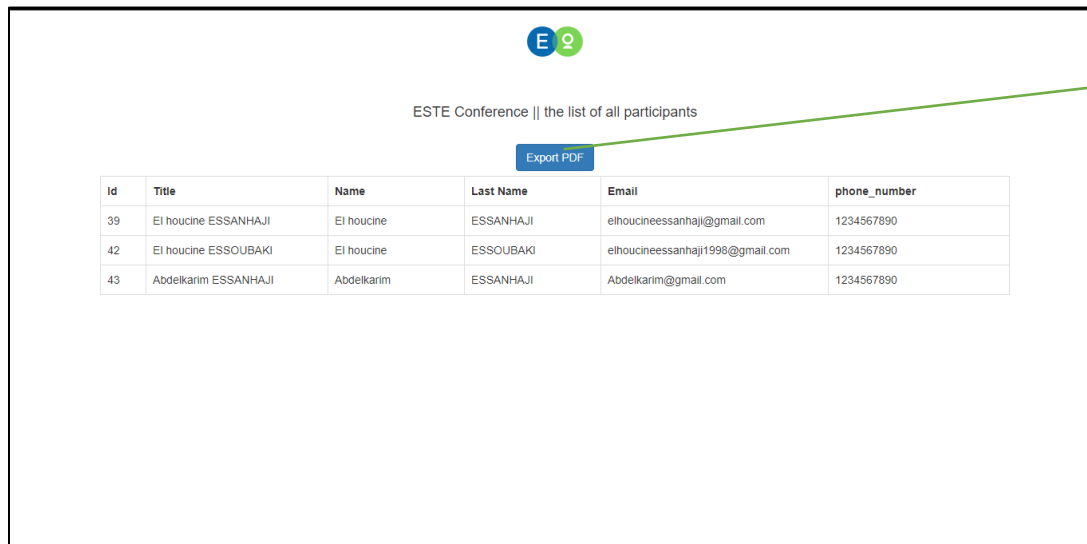 E
ESTE Conference || the list of all participants
Export PDF
Id Title Name Last Name Email phone_number
39 El houcine ESSANHAJI El houcine ESSANHAJI elhoucineessanhaji@gmail.com 1234567890
42 El houcine ESSOUBAKI El houcine ESSOUBAKI elhoucineessanhaji1998@gmail.com 1234567890
43 Abdelkarim ESSANHAJI Abdelkarim ESSANHAJI Abdelkarim@gmail.com 1234567890